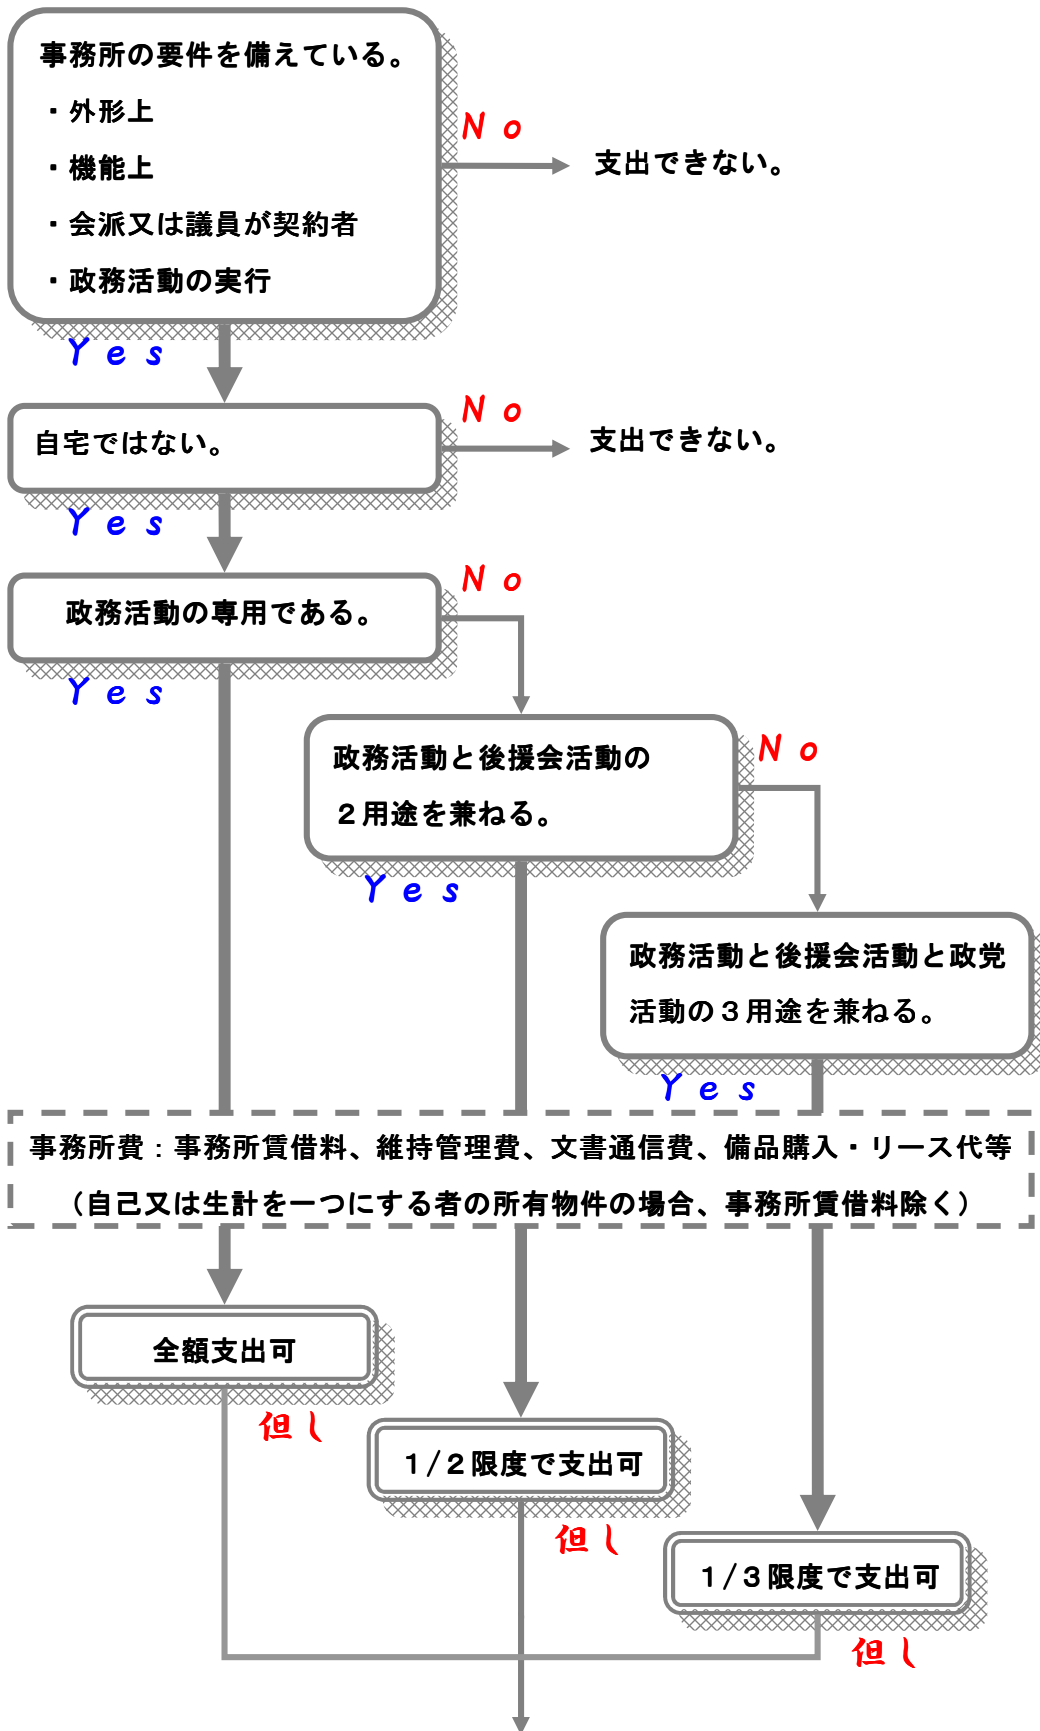 事務所の要件を備えている。
・外形上
・機能上
・会派又は議員が契約者
・政務活動の実行
No
支出できない。
Yes
自宅ではない。
No
支出できない。
Yes
政務活動の専用である。
No
Yes
政務活動と後援会活動の
２用途を兼ねる。
No
Yes
政務活動と後援会活動と政党
活動の３用途を兼ねる。
Yes
事務所費：事務所賃借料、維持管理費、文書通信費、備品購入・リース代等
（自己又は生計を一つにする者の所有物件の場合、事務所賃借料除く）
全額支出可
但し
１/２限度で支出可
但し
１/３限度で支出可
但し